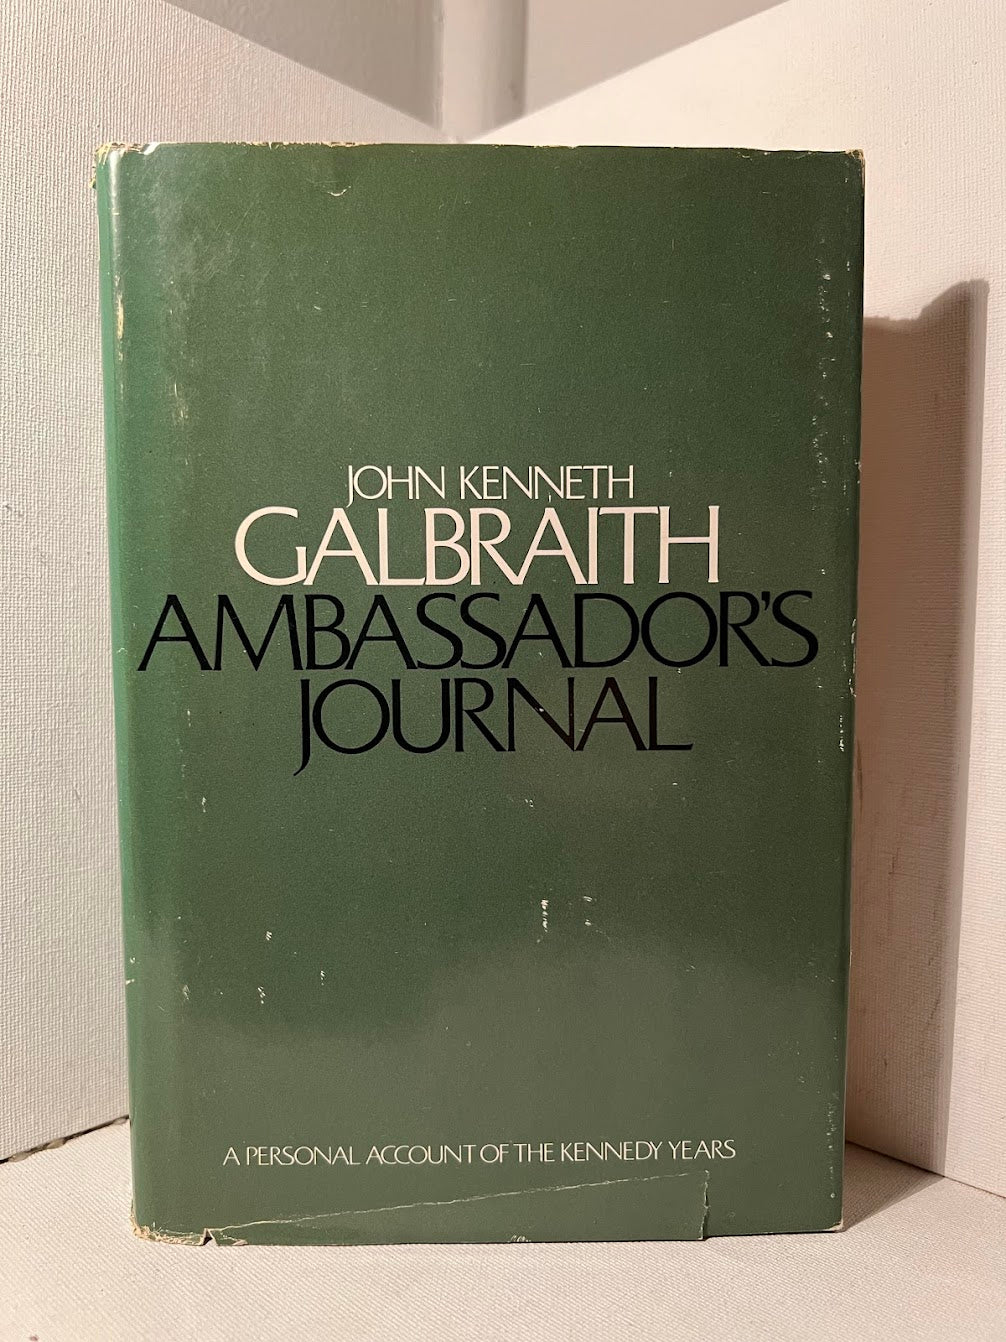 JOHN KENNETH
GALBRAITH
AMBASSADOR'S
JOURNAL
A PERSONAL ACCOUNT OF THE KENNEDY YEARS